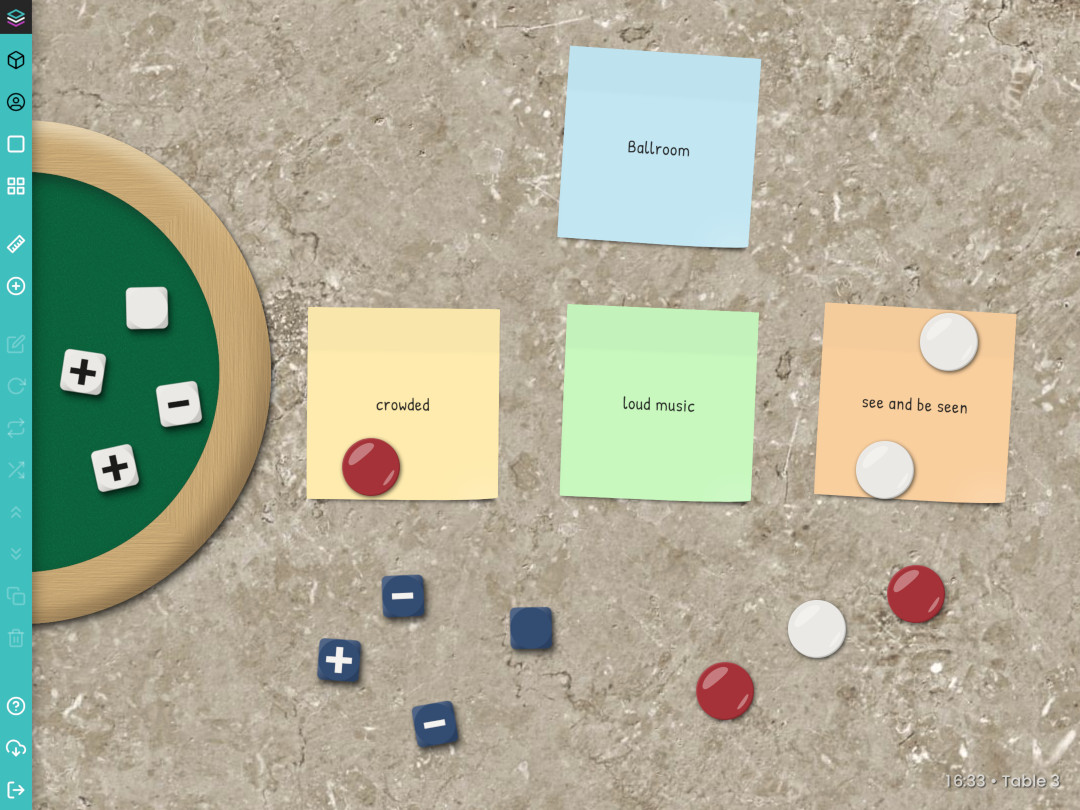 Ballroom
crowded
loud music
see and be seen
16:33 • Table 3